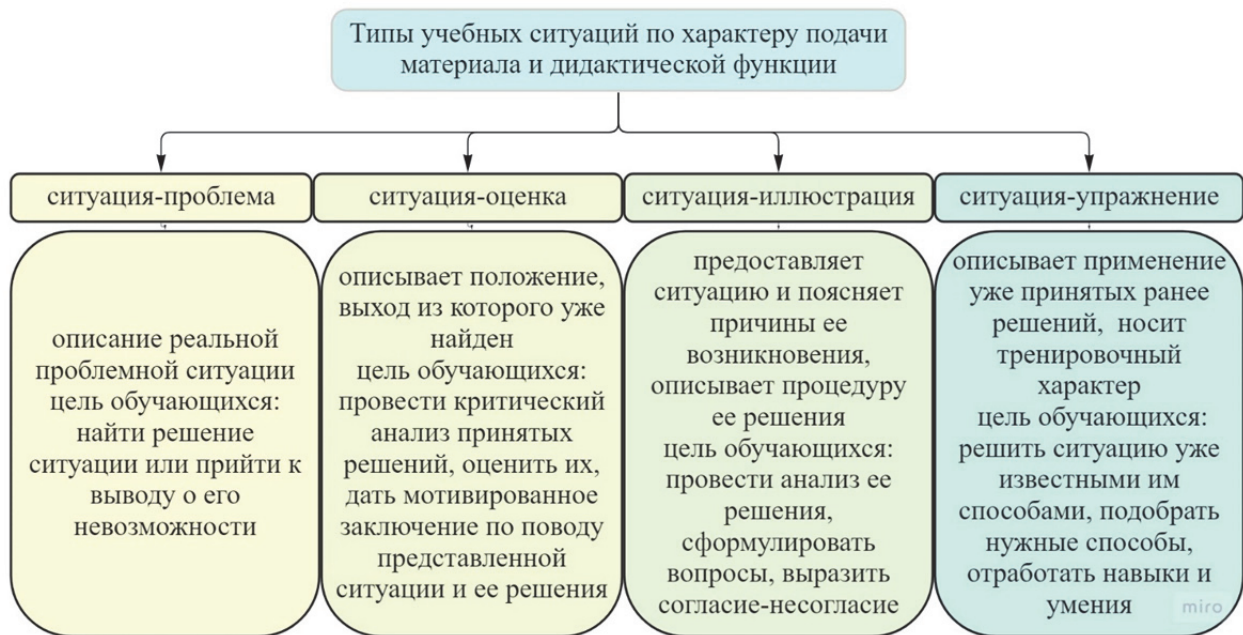 Типы учебных ситуаций по характеру подачи
материала и дидактической функции
ситуация-проблема
ситуация-оценка
ситуация-иллюстрация
ситуация-упражнение
описание реальной
проблемной ситуации
цель обучающихся:
найти решение
ситуации или прийти к
выводу о его
невозможности
описывает положение,
выход из которого уже
найден
цель обучающихся:
провести критический
анализ принятых
решений, оценить их,
дать мотивированное
заключение по поводу
представленной
ситуации и ее решения
предоставляет
ситуацию и поясняет
причины ее
возникновения,
описывает процедуру
ее решения
цель обучающихся:
провести анализ ее
решения,
сформулировать
вопросы, выразить
согласие-несогласие
описывает применение
уже принятых ранее
решений, носит
тренировочный
характер
цель обучающихся:
решить ситуацию уже
известными им
способами, подобрать
нужные способы,
отработать навыки и
умения
miro